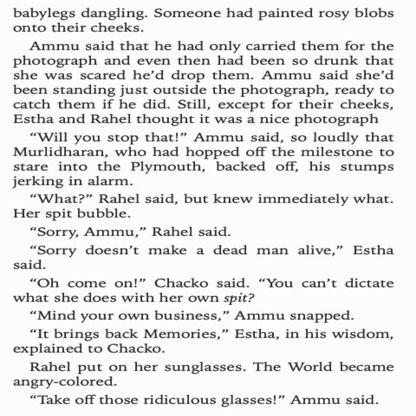 babylegs dangling. Someone had painted rosy blobs
onto their cheeks.
Ammu said that he had only carried them for the
photograph and even then had been so drunk that
she was scared he’d drop them. Ammu said she’d
been standing just outside the photograph, ready to
catch them if he did. Still, except for their cheeks,
Estha and Rahel thought it was a nice photograph
“Will you stop that!” Ammu said, so loudly that
Murlidharan, who had hopped off the milestone to
stare into the Plymouth, backed off, his stumps
jerking in alarm.
“What?” Rahel said, but knew immediately what.
Her spit bubble.
“Sorry, Ammu,” Rahel said.
“Sorry doesn’t make a dead man alive,” Estha
said.
“Oh come on!” Chacko said. “You can’t dictate
what she does with her own spit?
“Mind your own business,” Ammu snapped.
“It brings back Memories,” Estha, in his wisdom,
explained to Chacko.
Rahel put on her sunglasses. The World became
angry-colored.
“Take off those ridiculous glasses!” Ammu said.